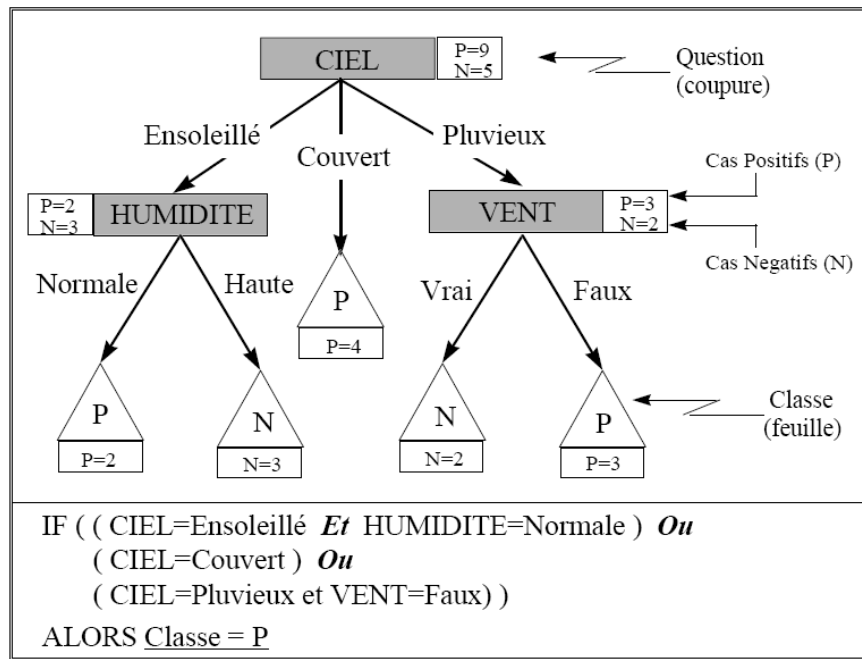 CIEL
P=9
N=5
Question
(coupure)
Ensoleillé
Couvert
Pluvieux
Cas Positifs (P)
P=2
N=3
HUMIDITE
VENT
P=3
N=2
Cas Negatifs (N)
Normale
Haute
Vrai
Faux
P
P=4
P
P=2
N
N=3
N
N=2
P
P=3
Classe
(feuille)
IF ( ( CIEL=Ensoleillé Et HUMIDITE=Normale ) Ou
( CIEL=Couvert ) Ou
( CIEL=Pluvieux et VENT=Faux) )
ALORS Classe = P